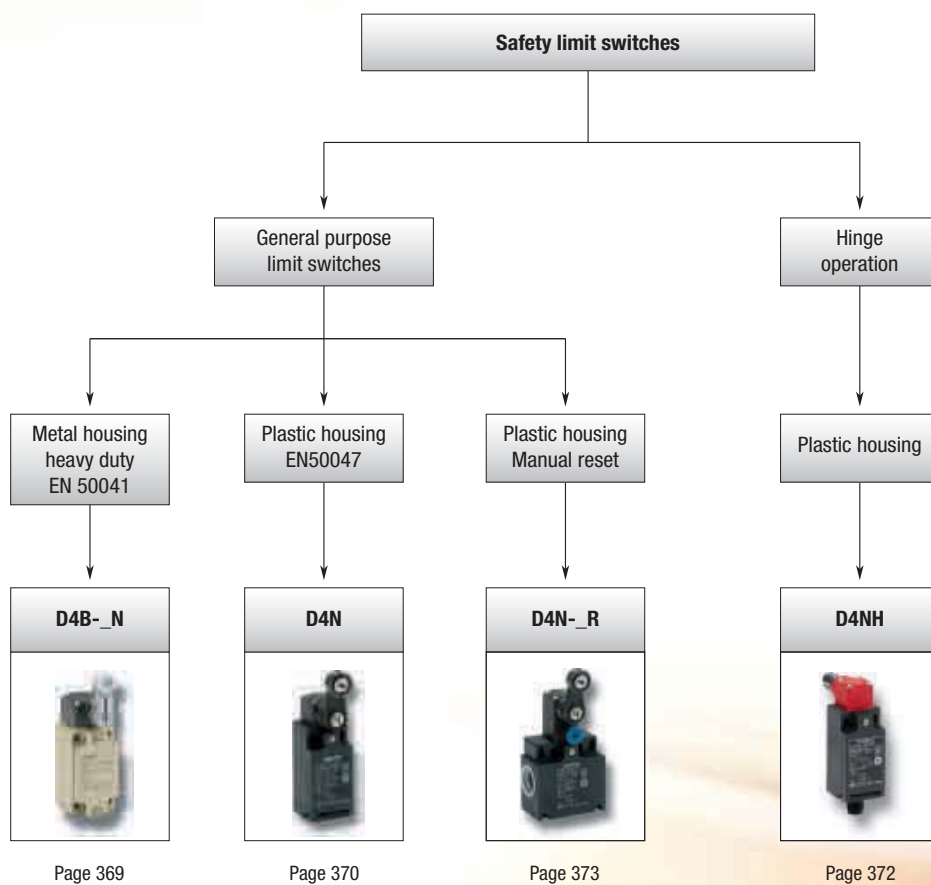 Safety limit switches
General purpose
limit switches
Hinge
operation
Metal housing
heavy duty
EN 50041
Plastic housing
EN50047
Plastic housing
Manual reset
Plastic housing
D4B-_N
D4N
D4N-_R
D4NH
Page 369
Page 370
Page 373
Page 372